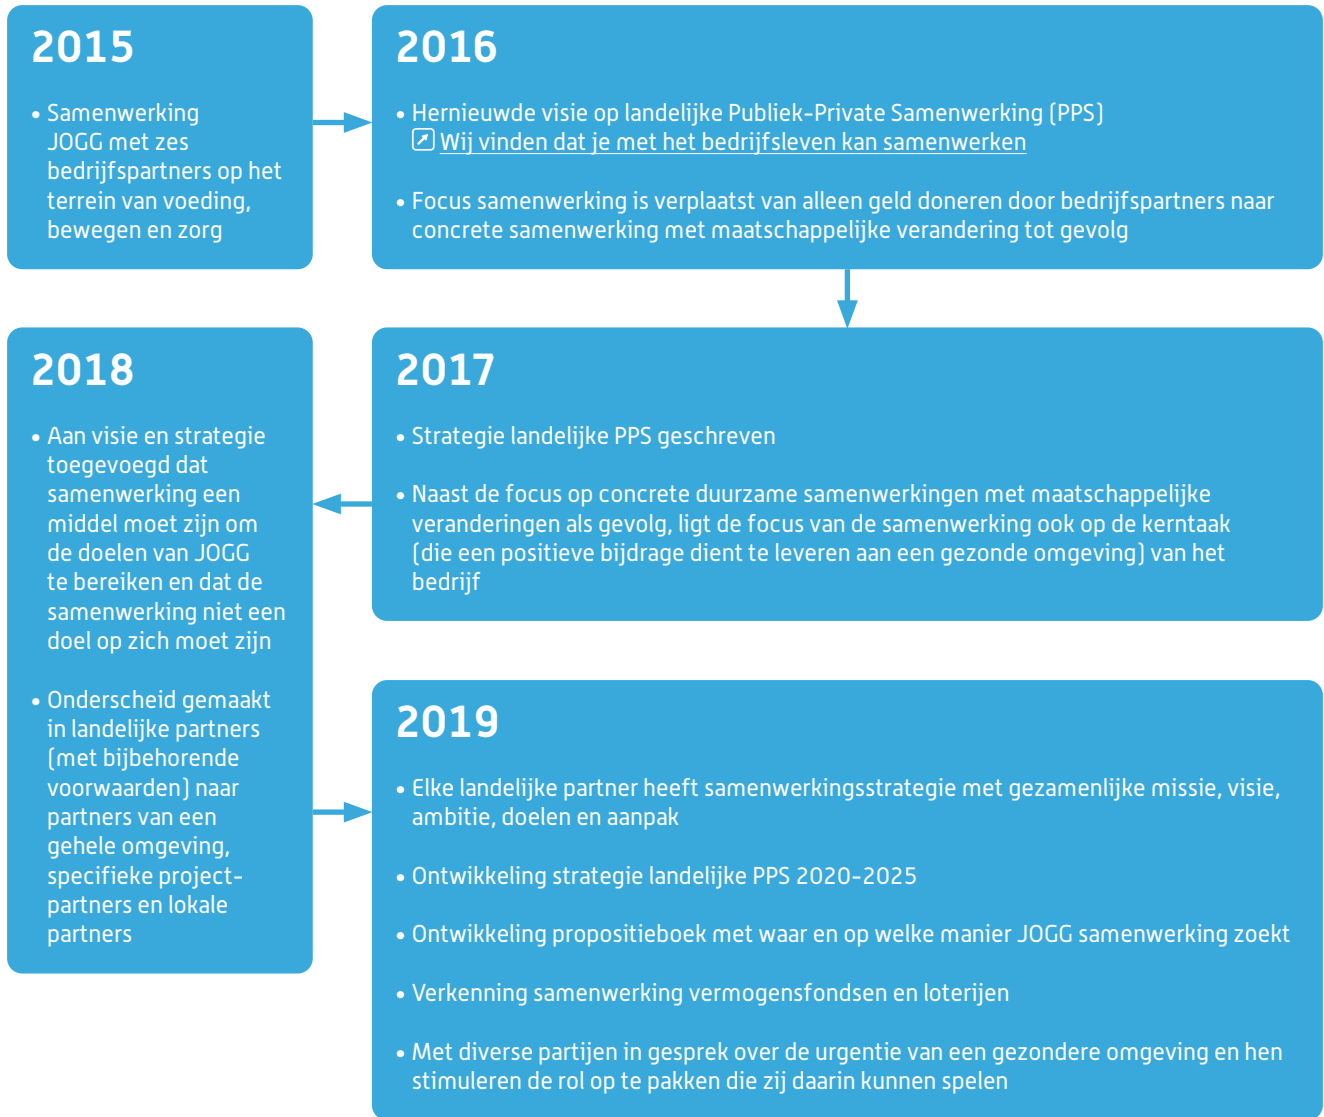 2015
• Samenwerking
JOGG met zes
bedrijfspartners op het
terrein van voeding,
bewegen en zorg
2016
• Hernieuwde visie op landelijke Publiek-Private Samenwerking (PPS)
Wij vinden dat je met het bedrijfsleven kan samenwerken
• Focus samenwerking is verplaatst van alleen geld doneren door bedrijfspartners naar
concrete samenwerking met maatschappelijke verandering tot gevolg
2017
• Strategie landelijke PPS geschreven
• Naast de focus op concrete duurzame samenwerkingen met maatschappelijke
veranderingen als gevolg, ligt de focus van de samenwerking ook op de kerntaak
(die een positieve bijdrage dient te leveren aan een gezonde omgeving) van het
bedrijf
2018
• Aan visie en strategie
toegevoegd dat
samenwerking een
middel moet zijn om
de doelen van JOGG
te bereiken en dat de
samenwerking niet een
doel op zich moet zijn
• Onderscheid gemaakt
in landelijke partners
(met bijbehorende
voorwaarden) naar
partners van een
gehele omgeving,
specifieke project-
partners en lokale
partners
2019
• Elke landelijke partner heeft samenwerkingsstrategie met gezamenlijke missie, visie,
ambitie, doelen en aanpak
• Ontwikkeling strategie landelijke PPS 2020-2025
• Ontwikkeling propositieboek met waar en op welke manier JOGG samenwerking zoekt
• Verkenning samenwerking vermogensfondsen en loterijen
• Met diverse partijen in gesprek over de urgentie van een gezondere omgeving en hen
stimuleren de rol op te pakken die zij daarin kunnen spelen